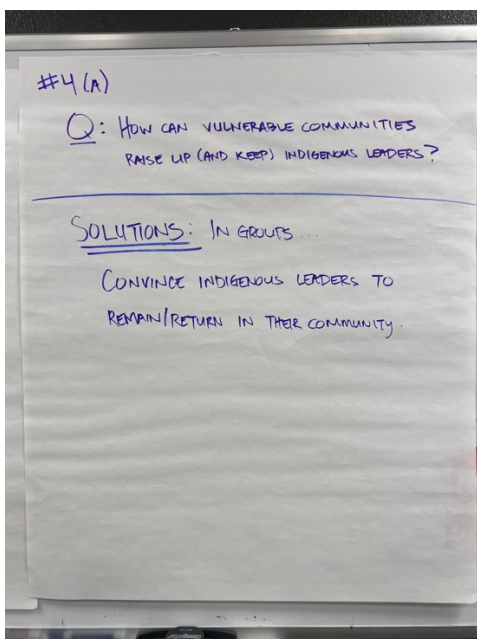 #4 (A)
Q: HOW CAN VULNERABLE COMMUNITIES
RAISE UP (AND KEEP) INDIGENOUS LEADERS?
SOLUTIONS: IN GROUPS ...
CONVINCE INDIGENOUS LEADERS TO
REMAIN/RETURN IN THEIR COMMUNITY.